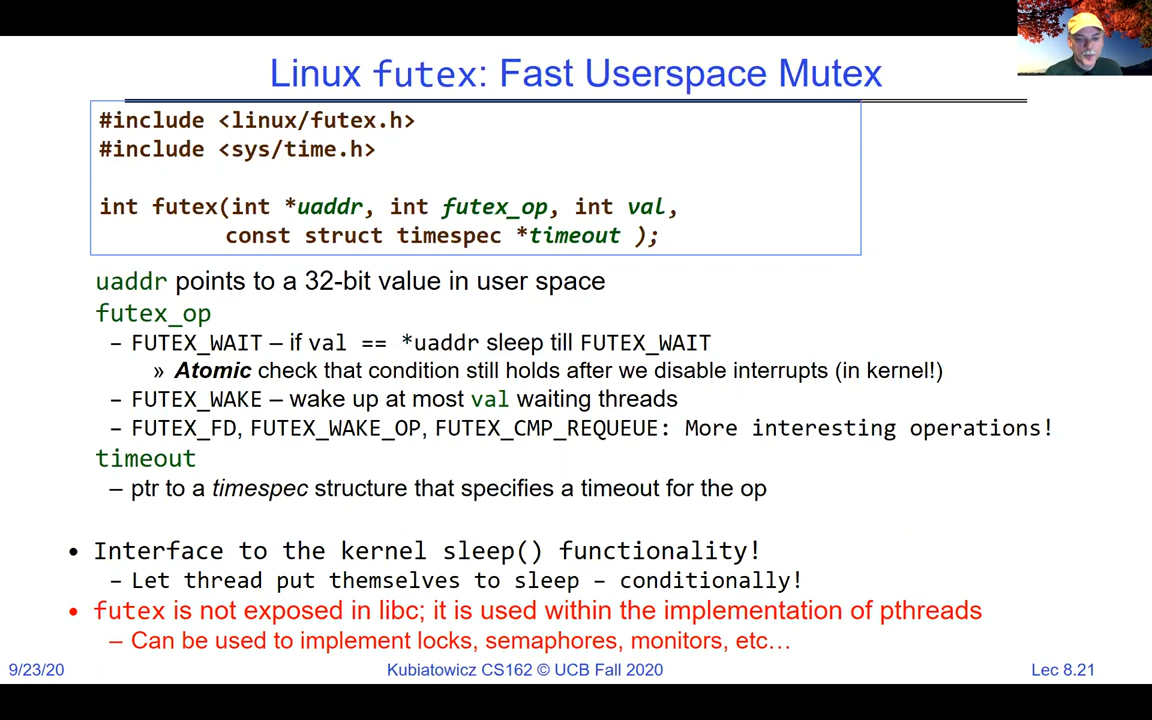 Linux futex: Fast Userspace Mutex
#include <linux/futex.h>
#include <sys/time.h>
int futex(int *uaddr, int futex_op, int val,
const struct timespec *timeout );
uaddr points to a 32-bit value in user space
futex_op
– FUTEX_WAIT – if val == *uaddr sleep till FUTEX_WAIT
» Atomic check that condition still holds after we disable interrupts (in kernel!)
– FUTEX_WAKE – wake up at most val waiting threads
– FUTEX_FD, FUTEX_WAKE_OP, FUTEX_CMP_REQUEUE: More interesting operations!
timeout
– ptr to a timespec structure that specifies a timeout for the op
• Interface to the kernel sleep() functionality!
– Let thread put themselves to sleep – conditionally!
• futex is not exposed in libc; it is used within the implementation of pthreads
– Can be used to implement locks, semaphores, monitors, etc…
9/23/20 Kubiatowicz CS162 © UCB Fall 2020 Lec 8.21